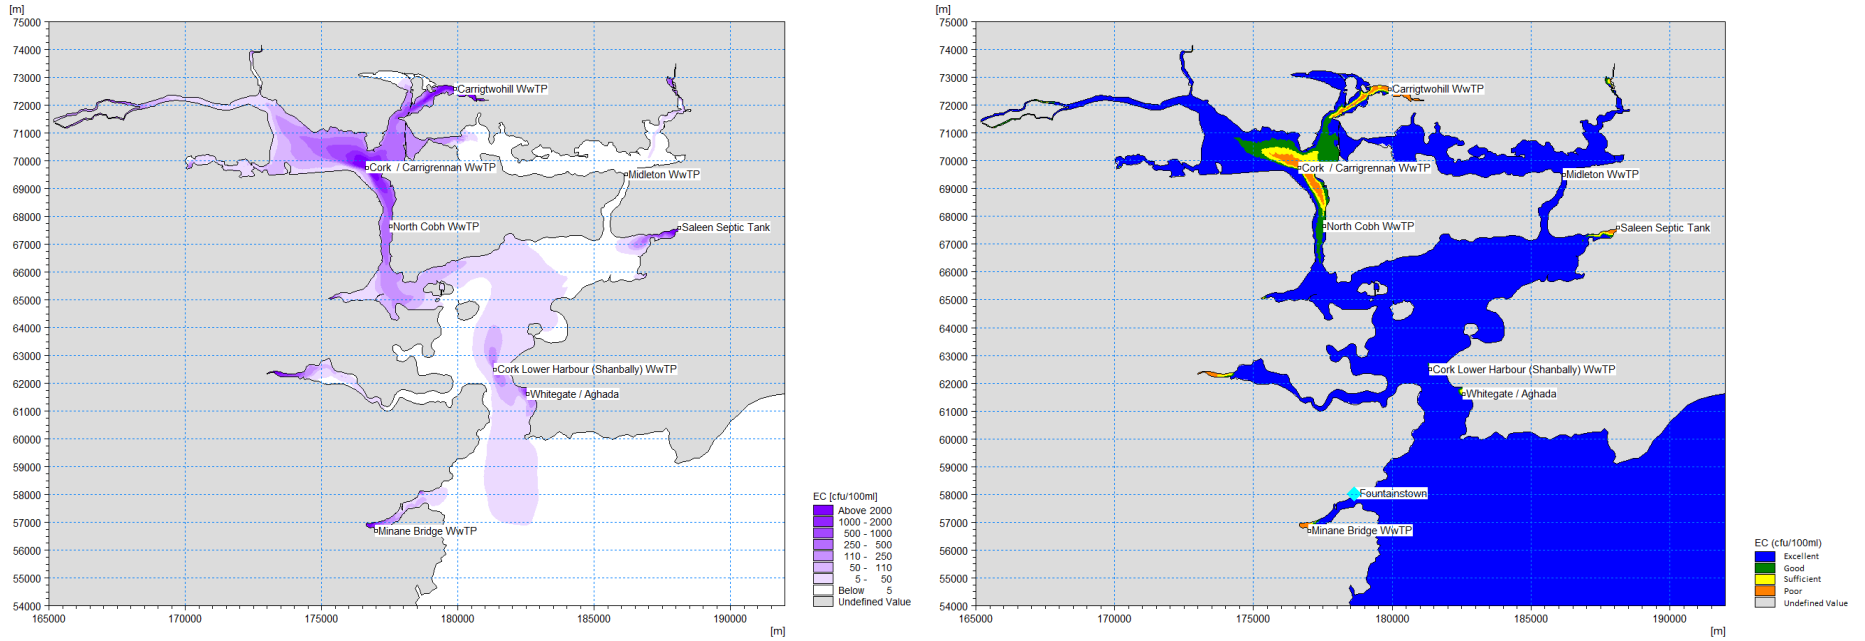 [m]
75000
74000
73000
72000
71000
70000
69000
68000
67000
66000
65000
64000
63000
62000
61000
60000
59000
58000
57000
56000
55000
54000
165000
170000
175000
180000
185000
190000
[m]
Carrigtwohill WwTP
Cork / Carrigrennan WwTP
Midleton WwTP
North Cobh WwTP
Saleen Septic Tank
Cork Lower Harbour (Shanbally) WwTP
Whitegate / Aghada
Minane Bridge WwTP
EC [cfu/100ml]
Above 2000
1000 - 2000
500 - 1000
250 - 500
110 - 250
50 - 110
5 - 50
Below 5
Undefined Value
[m]
75000
74000
73000
72000
71000
70000
69000
68000
67000
66000
65000
64000
63000
62000
61000
60000
59000
58000
57000
56000
55000
54000
165000
170000
175000
180000
185000
190000
[m]
Carrigtwohill WwTP
Cork / Carrigrennan WwTP
Midleton WwTP
North Cobh WwTP
Saleen Septic Tank
Cork Lower Harbour (Shanbally) WwTP
Whitegate / Aghada
Fountainstown
Minane Bridge WwTP
EC (cfu/100ml)
Excellent
Good
Sufficient
Poor
Undefined Value